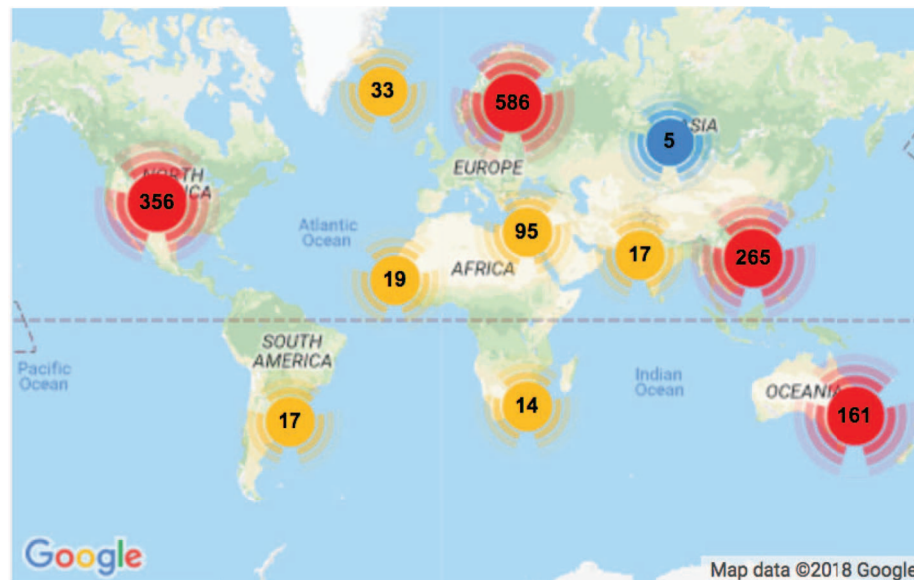 33
586
5
ASIA
EUROPE
NORTH
AMERICA
356
Atlantic
Ocean
95
17
265
19
AFRICA
SOUTH
AMERICA
Pacific
Ocean
Indian
Ocean
OCEANIA
17
14
161
Google
Map data ©2018 Google